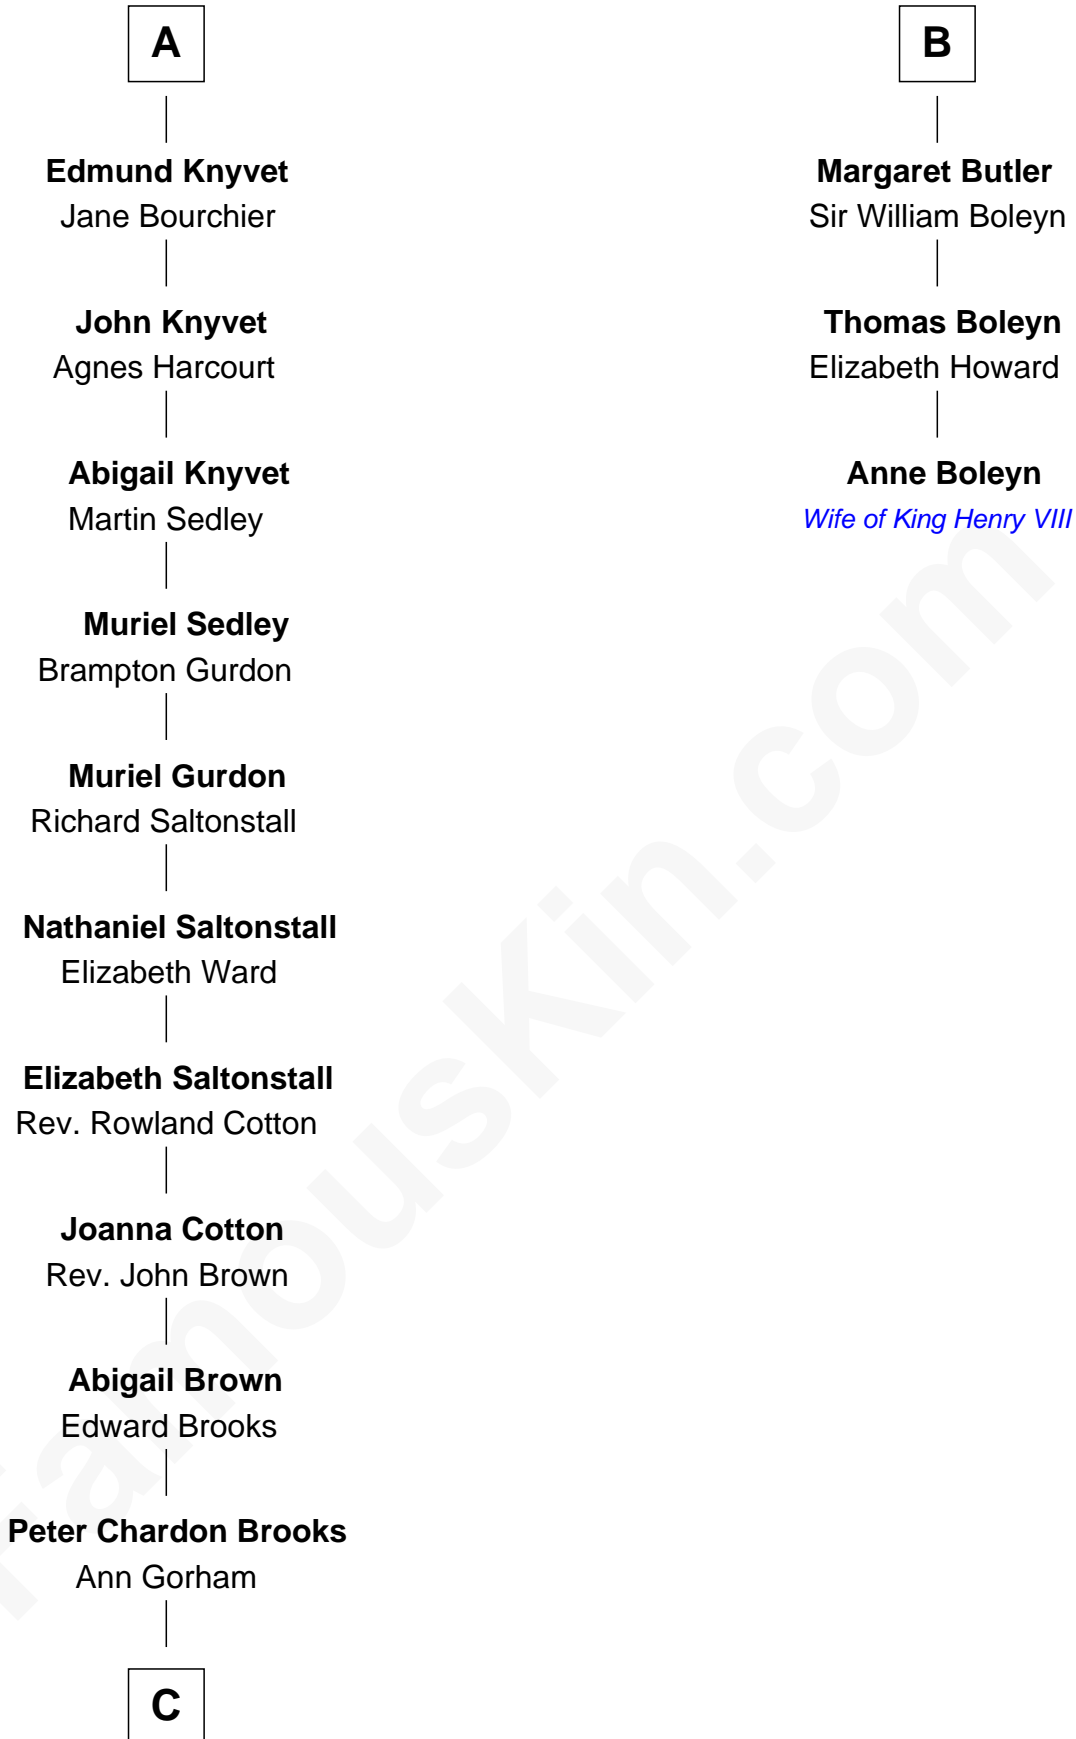 A
Edmund Knyvet
Jane Bourchier
John Knyvet
Agnes Harcourt
Abigail Knyvet
Martin Sedley
Muriel Sedley
Brampton Gurdon
Muriel Gurdon
Richard Saltonstall
Nathaniel Saltonstall
Elizabeth Ward
Elizabeth Saltonstall
Rev. Rowland Cotton
Joanna Cotton
Rev. John Brown
Abigail Brown
Edward Brooks
Peter Chardon Brooks
Ann Gorham
C
B
Margaret Butler
Sir William Boleyn
Thomas Boleyn
Elizabeth Howard
Anne Boleyn
Wife of King Henry VIII
FamousKin.com